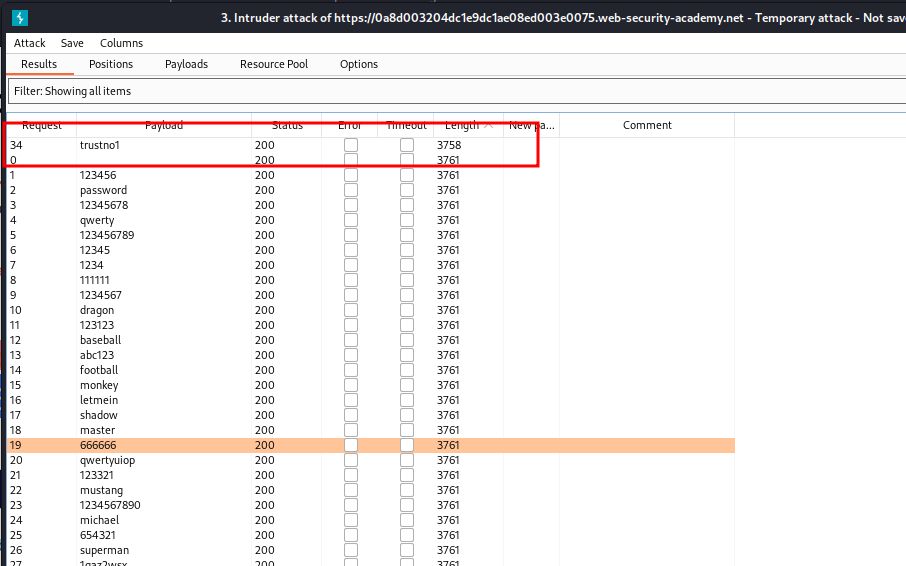 3. Intruder attack of https://0a8d003204dc1e9dc1ae08ed003e0075.web-security-academy.net - Temporary attack - Not sav
Attack Save Columns
Results Positions Payloads Resource Pool Options
Filter: Showing all items
Request Payload Status Error Timeout Length New pa... Comment
34 trustno1 200 3758
0 200 3761
1 123456 200 3761
2 password 200 3761
3 12345678 200 3761
4 qwerty 200 3761
5 123456789 200 3761
6 12345 200 3761
7 1234 200 3761
8 111111 200 3761
9 1234567 200 3761
10 dragon 200 3761
11 123123 200 3761
12 baseball 200 3761
13 abc123 200 3761
14 football 200 3761
15 monkey 200 3761
16 letmein 200 3761
17 shadow 200 3761
18 master 200 3761
19 666666 200 3761
20 qwertyuiop 200 3761
21 123321 200 3761
22 mustang 200 3761
23 1234567890 200 3761
24 michael 200 3761
25 654321 200 3761
26 superman 200 3761
27 1qaz2wsx 200 3761